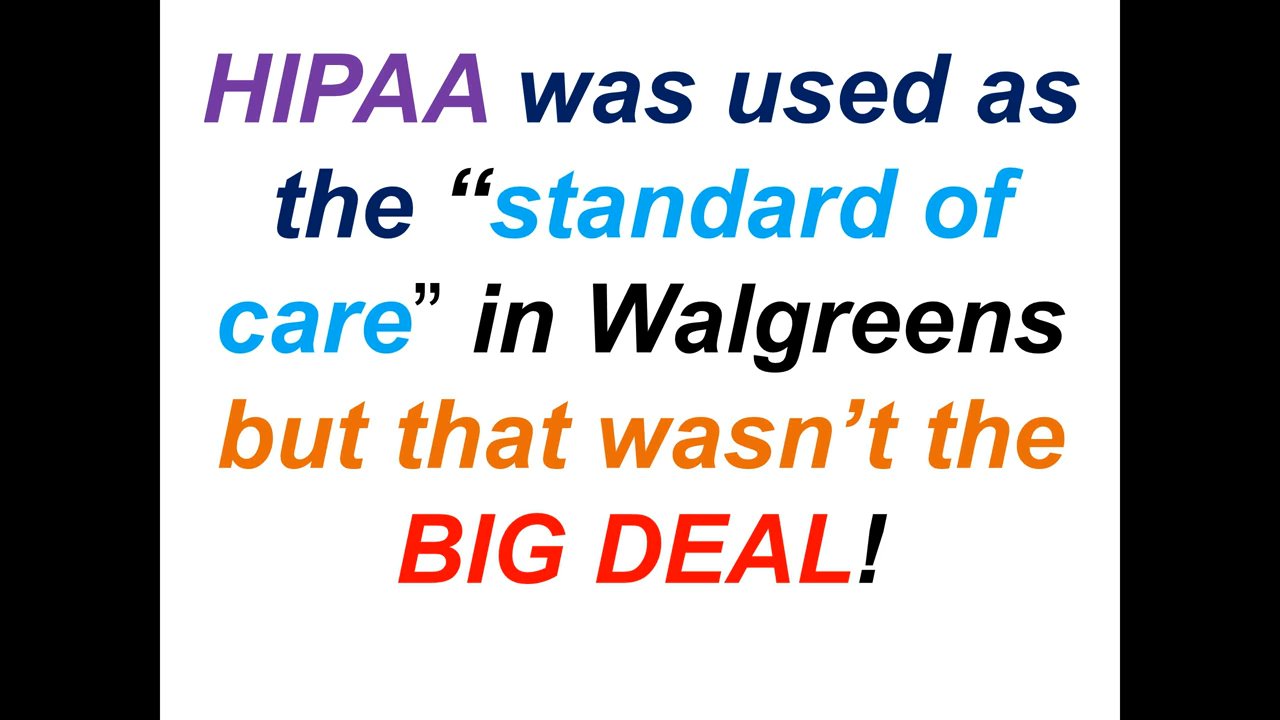 HIPAA was used as
the “standard of
care” in Walgreens
but that wasn’t the
BIG DEAL!